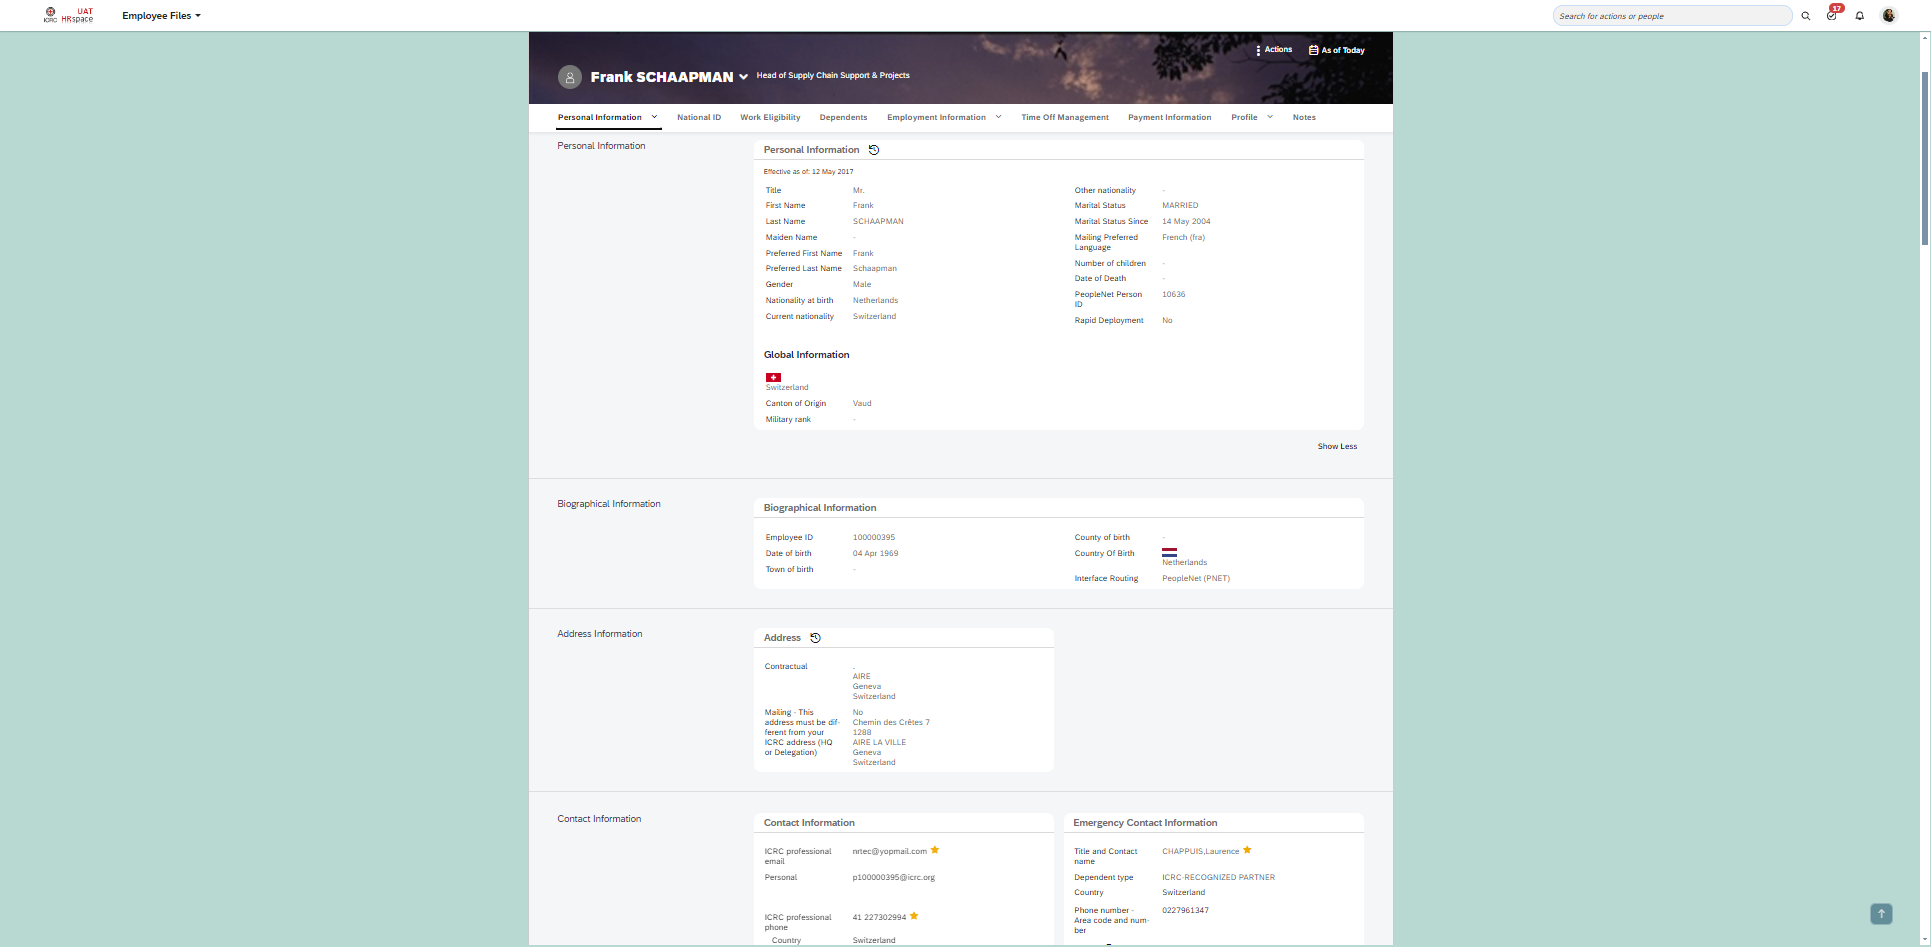 ICRC UAT HRspace
Employee Files
Search for actions or people
17
Actions
As of Today
Frank SCHAAPMAN
Head of Supply Chain Support & Projects
Personal Information National ID Work Eligibility Dependents Employment Information Time Off Management Payment Information Profile Notes
Personal Information
Personal Information
Effective as of: 12 May 2017
Title Mr.
First Name Frank
Last Name SCHAAPMAN
Maiden Name -
Preferred First Name Frank
Preferred Last Name Schaapman
Gender Male
Nationality at birth Netherlands
Current nationality Switzerland
Other nationality -
Marital Status MARRIED
Marital Status Since 14 May 2004
Mailing Preferred French (fra)
Language
Number of children -
Date of Death -
PeopleNet Person 10636
ID
Rapid Deployment No
Global Information
Switzerland
Canton of Origin Vaud
Military rank -
Show Less
Biographical Information
Biographical Information
Employee ID 100000395
Date of birth 04 Apr 1969
Town of birth -
County of birth -
Country Of Birth
Netherlands
Interface Routing PeopleNet (PNET)
Address Information
Address
Contractual -
AIRE
Geneva
Switzerland
Mailing - This No
address must be dif- Chemin des Crêtes 7
ferent from your 1288
ICRC address (HQ AIRE LA VILLE
or Delegation) Geneva
Switzerland
Contact Information
Contact Information
ICRC professional nrtec@yopmail.com
email
Personal p100000395@icrc.org
ICRC professional 41 227302994
phone
Country Switzerland
Emergency Contact Information
Title and Contact CHAPPUIS,Laurence
name
Dependent type ICRC-RECOGNIZED PARTNER
Country Switzerland
Phone number - 0227961347
Area code and num-
ber